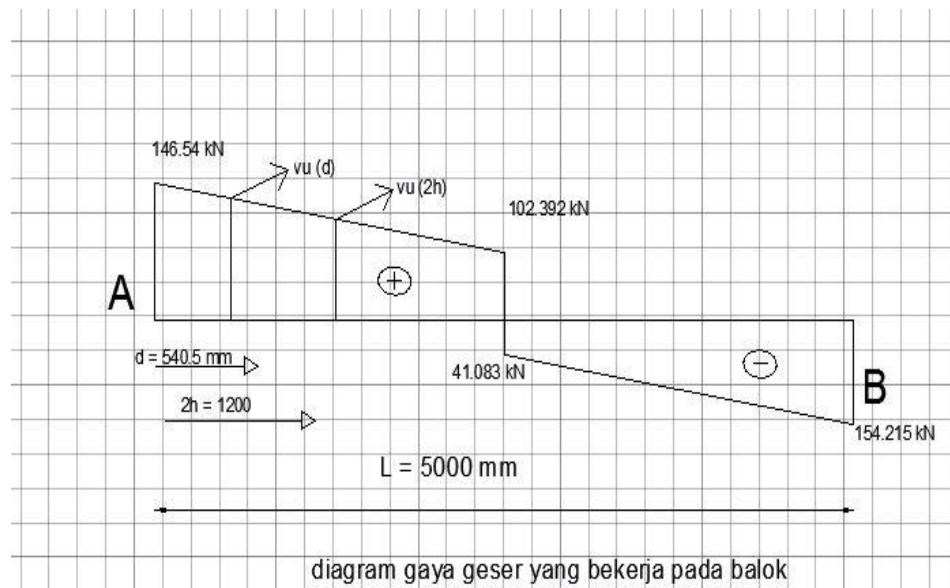 146.54 kN
vu (d)
vu (2h)
102.392 kN
A
+
d = 540.5 mm
41.083 kN
−
B
2h = 1200
154.215 kN
L = 5000 mm
diagram gaya geser yang bekerja pada balok